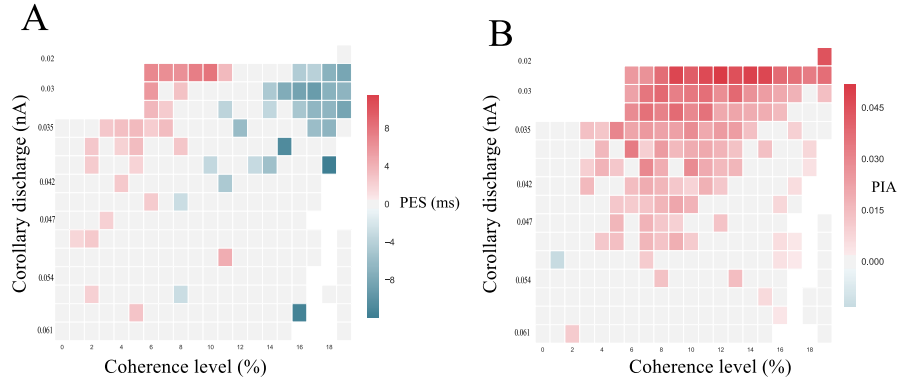 A
Corollary discharge (nA)
0.02
0.03
0.035
0.042
0.047
0.054
0.061
0 2 4 6 8 10 12 14 16 18
Coherence level (%)
8
4
0
−4
−8
PES (ms)
B
Corollary discharge (nA)
0.02
0.03
0.035
0.042
0.047
0.054
0.061
0 2 4 6 8 10 12 14 16 18
Coherence level (%)
0.045
0.030
0.015
0.000
PIA